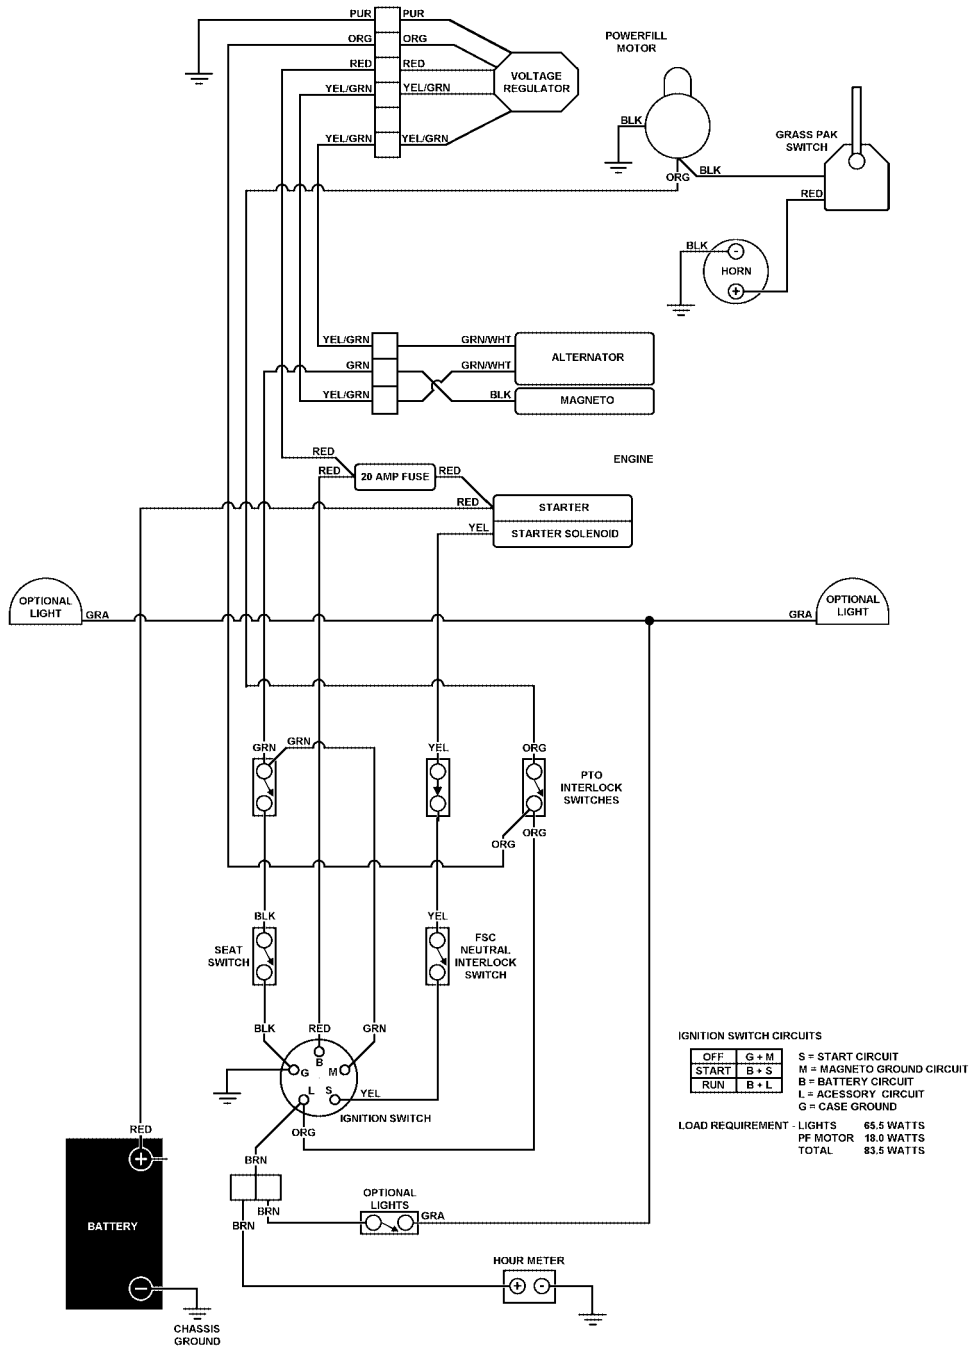 PUR
PUR
ORG
ORG
RED
RED
YEL/GRN
YEL/GRN
YEL/GRN
YEL/GRN
VOLTAGE
REGULATOR
POWERFILL
MOTOR
BLK
ORG
BLK
GRASS PAK
SWITCH
RED
BLK
-
HORN
+
YEL/GRN
GRN/WHT
GRN
GRN/WHT
YEL/GRN
BLK
ALTERNATOR
MAGNETO
ENGINE
RED
RED
20 AMP FUSE
RED
RED
STARTER
YEL
STARTER SOLENOID
OPTIONAL
LIGHT
GRA
GRA
OPTIONAL
LIGHT
GRN
GRN
YEL
ORG
PTO
INTERLOCK
SWITCHES
ORG
ORG
BLK
YEL
SEAT
SWITCH
FSC
NEUTRAL
INTERLOCK
SWITCH
BLK
RED
GRN
B
G
M
L
S
YEL
IGNITION SWITCH
ORG
IGNITION SWITCH CIRCUITS
OFF G + M
START B + S
RUN B + L
S = START CIRCUIT
M = MAGNETO GROUND CIRCUIT
B = BATTERY CIRCUIT
L = ACESSORY CIRCUIT
G = CASE GROUND
LOAD REQUIREMENT - LIGHTS 65.5 WATTS
PF MOTOR 18.0 WATTS
TOTAL 83.5 WATTS
RED
+
BATTERY
-
CHASSIS
GROUND
BRN
BRN
BRN
OPTIONAL
LIGHTS
GRA
HOUR METER
+ -